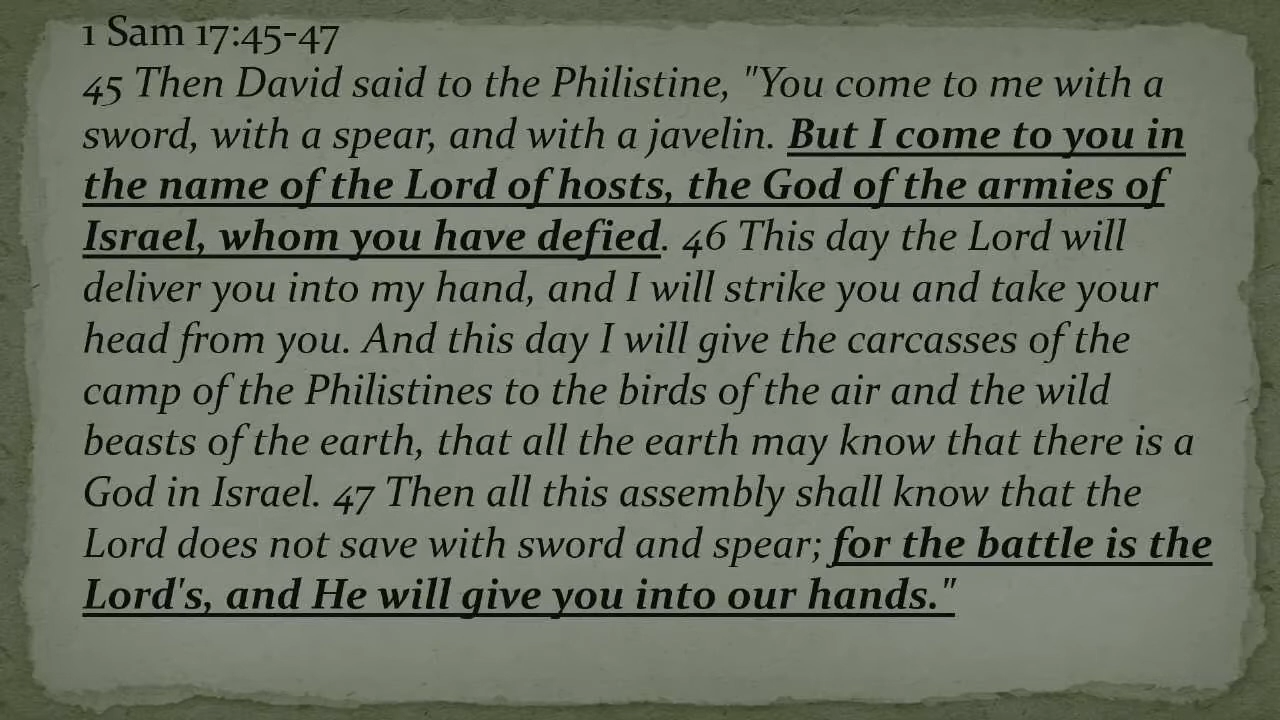 1 Sam 17:45-47
45 Then David said to the Philistine, "You come to me with a
sword, with a spear, and with a javelin. But I come to you in
the name of the Lord of hosts, the God of the armies of
Israel, whom you have defied. 46 This day the Lord will
deliver you into my hand, and I will strike you and take your
head from you. And this day I will give the carcasses of the
camp of the Philistines to the birds of the air and the wild
beasts of the earth, that all the earth may know that there is a
God in Israel. 47 Then all this assembly shall know that the
Lord does not save with sword and spear; for the battle is the
Lord's, and He will give you into our hands."